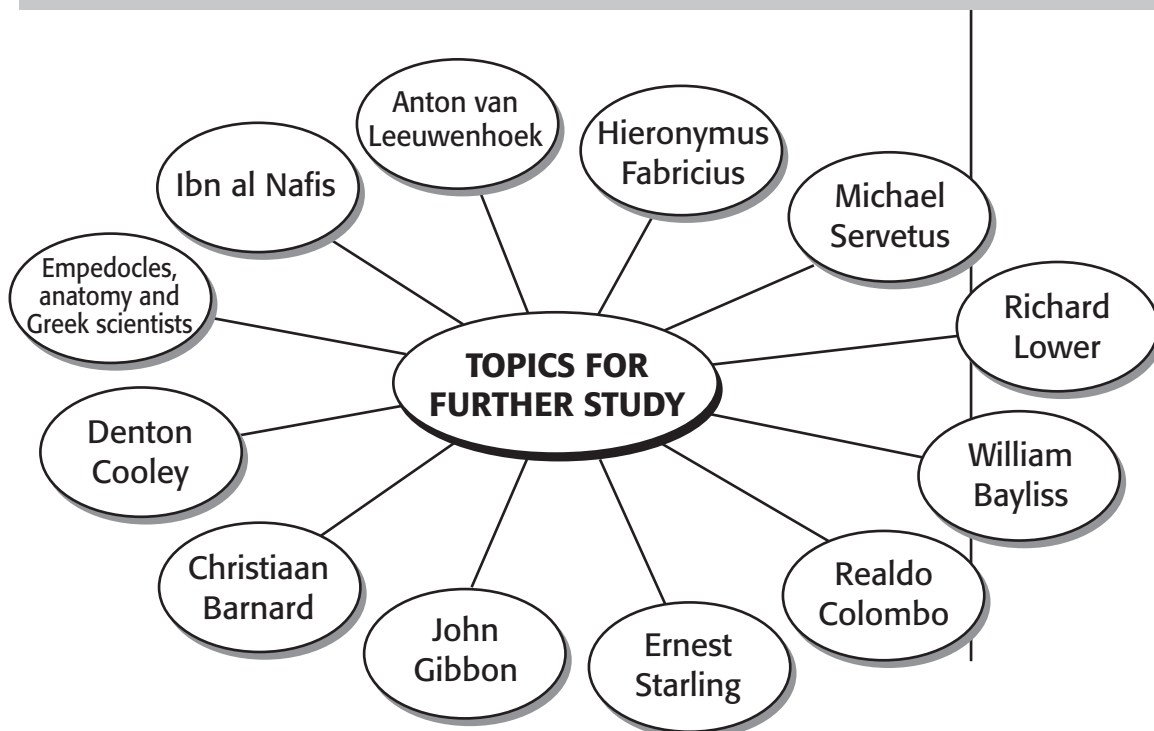 Anton van
Leeuwenhoek
Hieronymus
Fabricius
Ibn al Nafis
Michael
Servetus
Empedocles,
anatomy and
Greek scientists
Richard
Lower
TOPICS FOR
FURTHER STUDY
Denton
Cooley
William
Bayliss
Christiaan
Barnard
Realdo
Colombo
John
Gibbon
Ernest
Starling